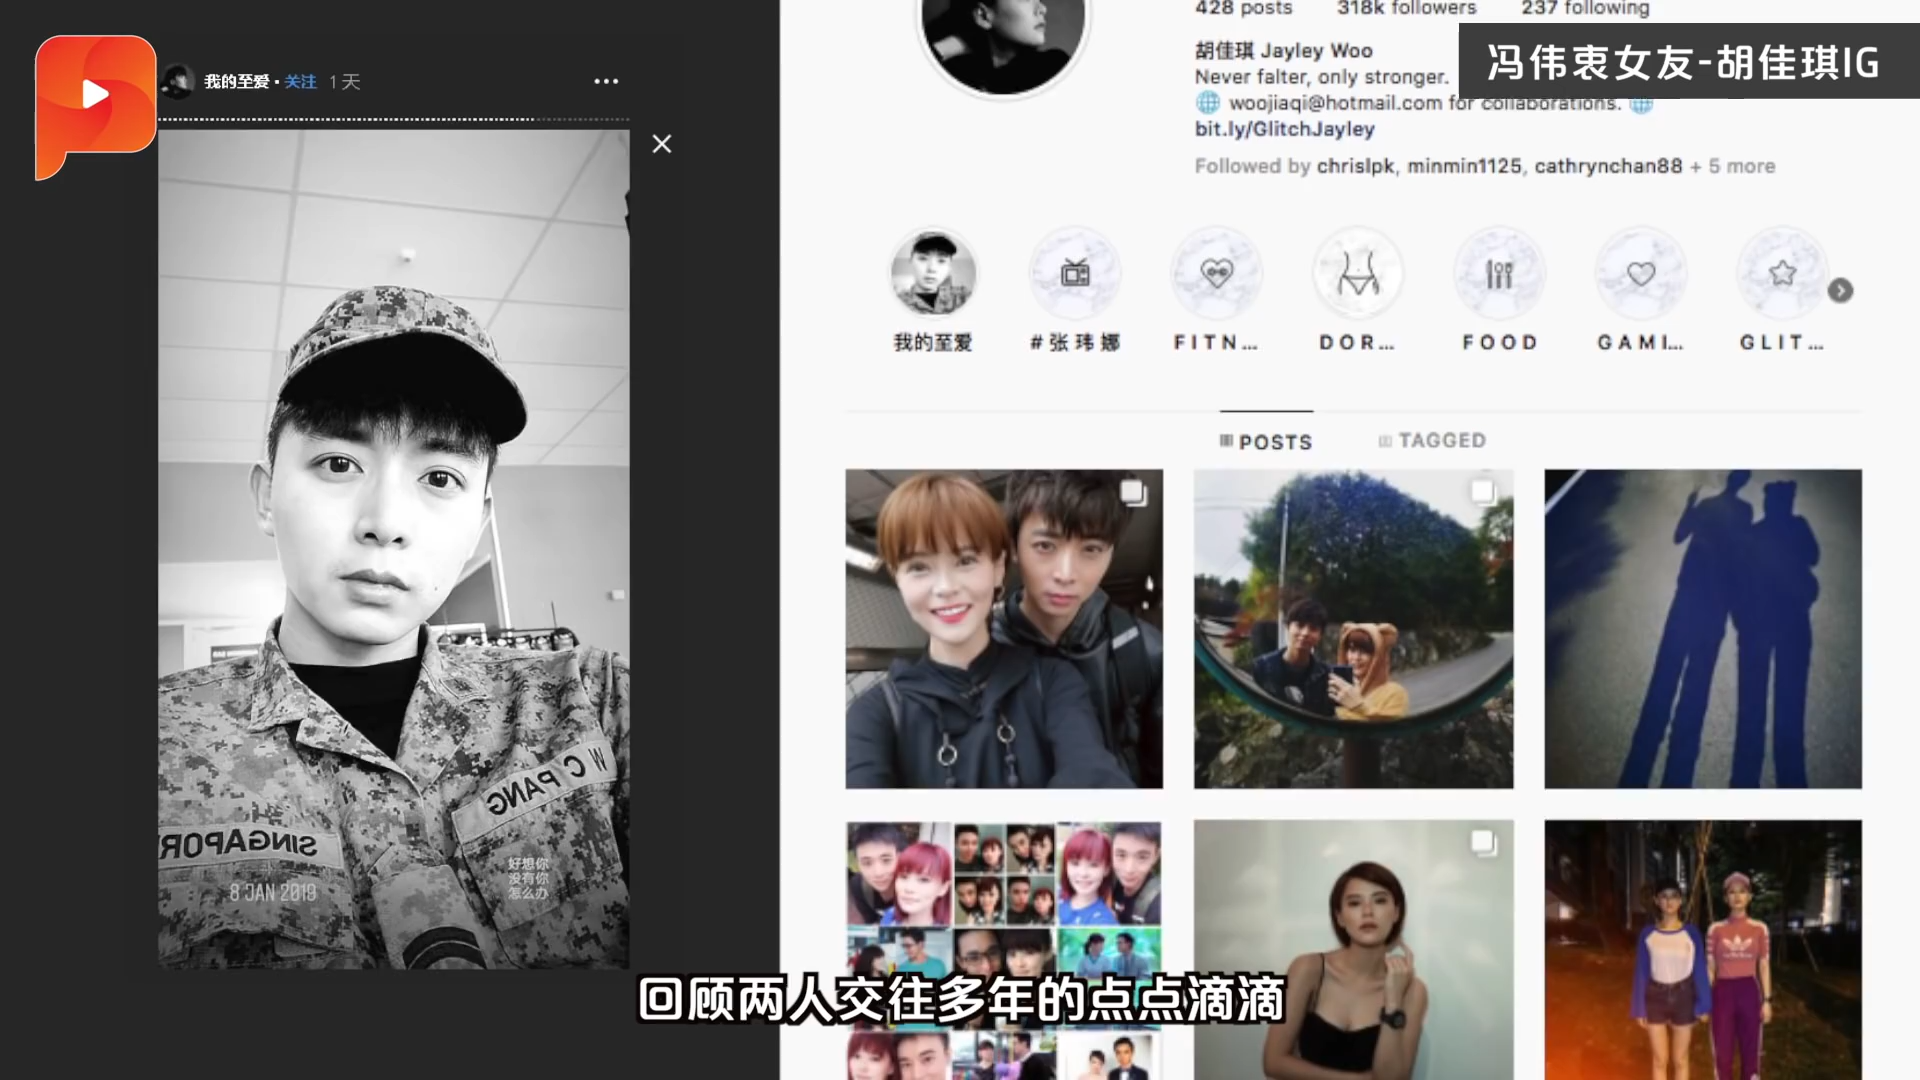 我的至爱 • 关注 1 天
428 posts 318k followers 237 following
胡佳琪 Jayley Woo
Never falter, only stronger.
woojiaqi@hotmail.com for collaborations.
bit.ly/GlitchJayley
Followed by chrislpk, minmin1125, cathrynchan88 + 5 more
冯伟衷女友-胡佳琪IG
我的至爱 #张玮娜 FITN... DOR... FOOD GAMI... GLIT...
POSTS TAGGED
W C PANG
SINGAPOR
8 JAN 2019
好想你
没有你
怎么办
回顾两人交往多年的点点滴滴